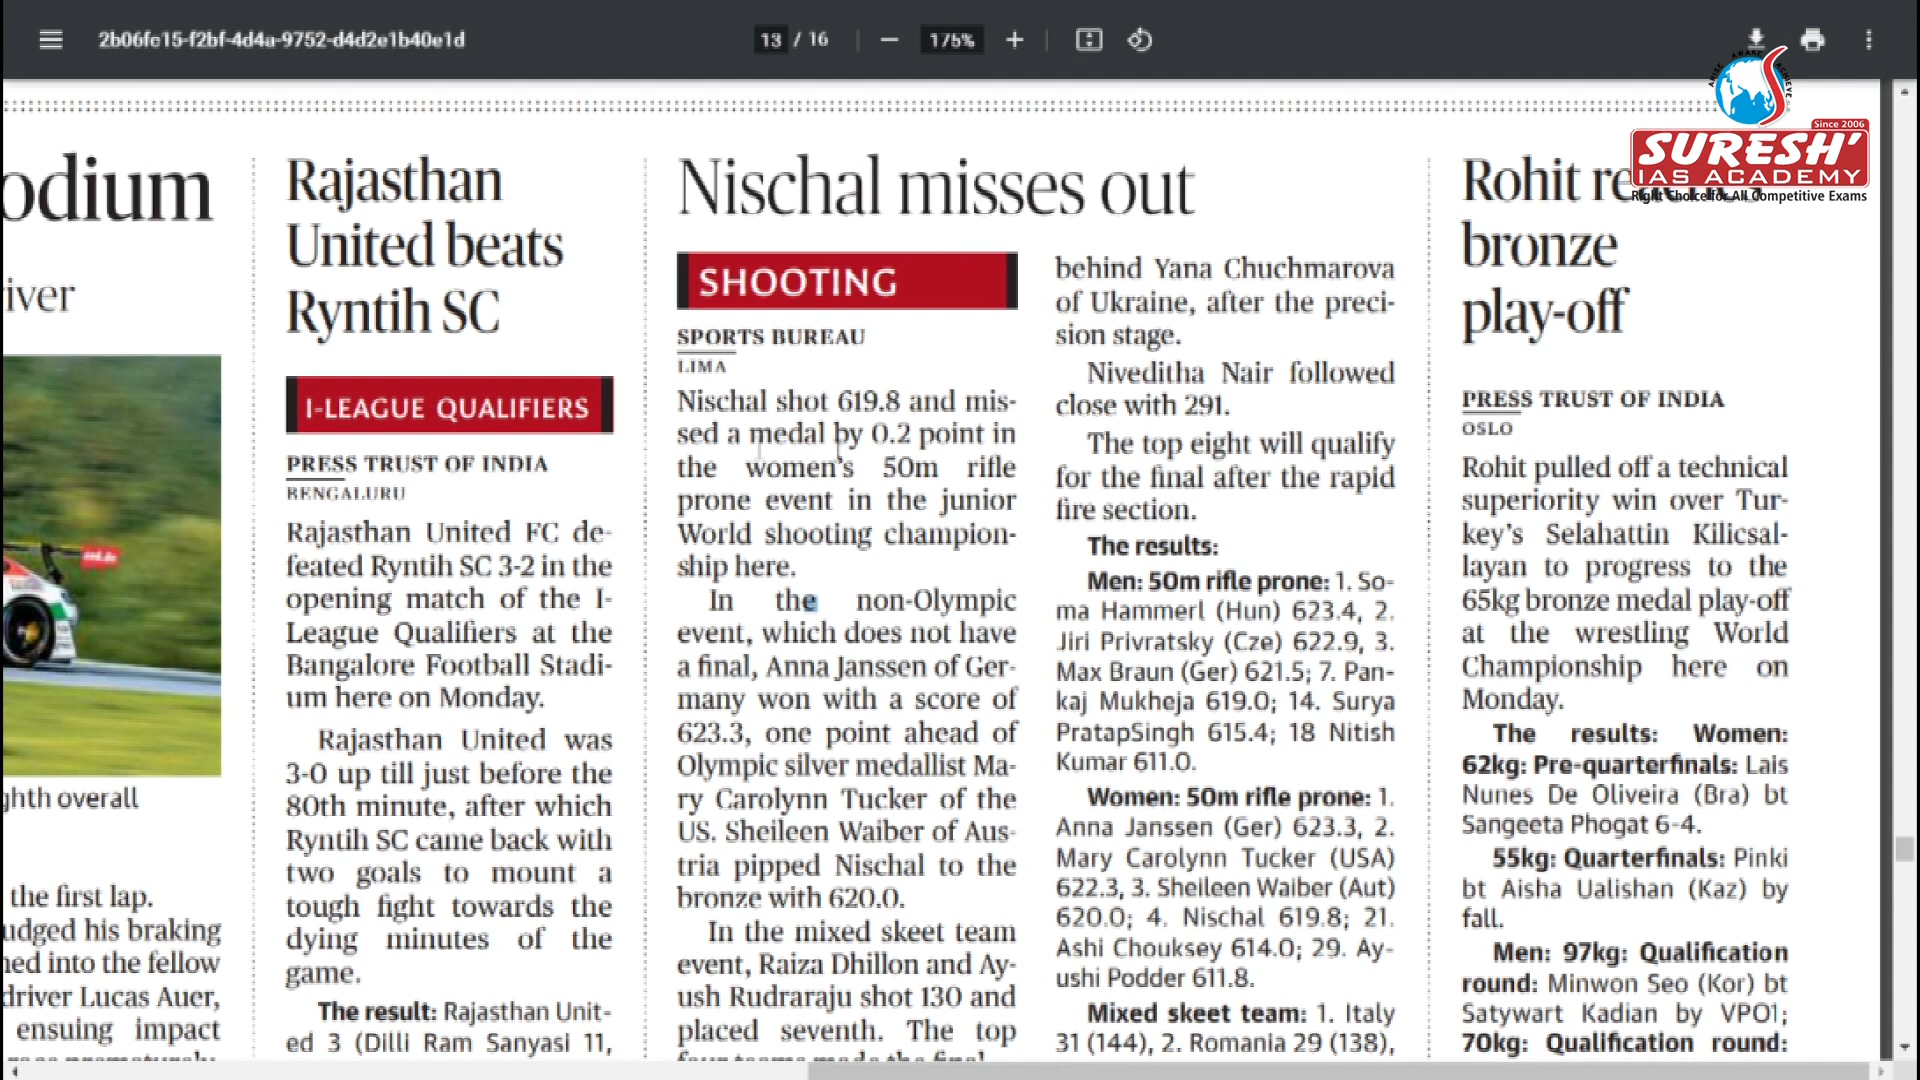 2b06fe15-f2bf-4d4a-9752-d4d2e1b40e1d
13 / 16
175%
ARISE AWAKE ACHIEVE
Since 2006
SURESH'
IAS ACADEMY
Right Choice for All Competitive Exams
odium
iver
ghth overall
the first lap.
udged his braking
ned into the fellow
driver Lucas Auer,
ensuing impact
Rajasthan
United beats
Ryntih SC
I-LEAGUE QUALIFIERS
PRESS TRUST OF INDIA
BENGALURU
Rajasthan United FC de-
feated Ryntih SC 3-2 in the
opening match of the I-
League Qualifiers at the
Bangalore Football Stadi-
um here on Monday.
Rajasthan United was
3-0 up till just before the
80th minute, after which
Ryntih SC came back with
two goals to mount a
tough fight towards the
dying minutes of the
game.
The result: Rajasthan Unit-
ed 3 (Dilli Ram Sanyasi 11,
Nischal misses out
SHOOTING
SPORTS BUREAU
LIMA
Nischal shot 619.8 and mis-
sed a medal by 0.2 point in
the women's 50m rifle
prone event in the junior
World shooting champion-
ship here.
In the non-Olympic
event, which does not have
a final, Anna Janssen of Ger-
many won with a score of
623.3, one point ahead of
Olympic silver medallist Ma-
ry Carolynn Tucker of the
US. Sheileen Waiber of Aus-
tria pipped Nischal to the
bronze with 620.0.
In the mixed skeet team
event, Raiza Dhillon and Ay-
ush Rudraraju shot 130 and
placed seventh. The top
four teams made the final.
behind Yana Chuchmarova
of Ukraine, after the preci-
sion stage.
Niveditha Nair followed
close with 291.
The top eight will qualify
for the final after the rapid
fire section.
The results:
Men: 50m rifle prone: 1. So-
ma Hammerl (Hun) 623.4, 2.
Jiri Privratsky (Cze) 622.9, 3.
Max Braun (Ger) 621.5; 7. Pan-
kaj Mukheja 619.0; 14. Surya
PratapSingh 615.4; 18 Nitish
Kumar 611.0.
Women: 50m rifle prone: 1.
Anna Janssen (Ger) 623.3, 2.
Mary Carolynn Tucker (USA)
622.3, 3. Sheileen Waiber (Aut)
620.0; 4. Nischal 619.8; 21.
Ashi Chouksey 614.0; 29. Ay-
ushi Podder 611.8.
Mixed skeet team: 1. Italy
31 (144), 2. Romania 29 (138),
Rohit re
bronze
play-off
PRESS TRUST OF INDIA
OSLO
Rohit pulled off a technical
superiority win over Tur-
key's Selahattin Kilicsal-
layan to progress to the
65kg bronze medal play-off
at the wrestling World
Championship here on
Monday.
The results: Women:
62kg: Pre-quarterfinals: Lais
Nunes De Oliveira (Bra) bt
Sangeeta Phogat 6-4.
55kg: Quarterfinals: Pinki
bt Aisha Ualishan (Kaz) by
fall.
Men: 97kg: Qualification
round: Minwon Seo (Kor) bt
Satywart Kadian by VPO1;
70kg: Qualification round: